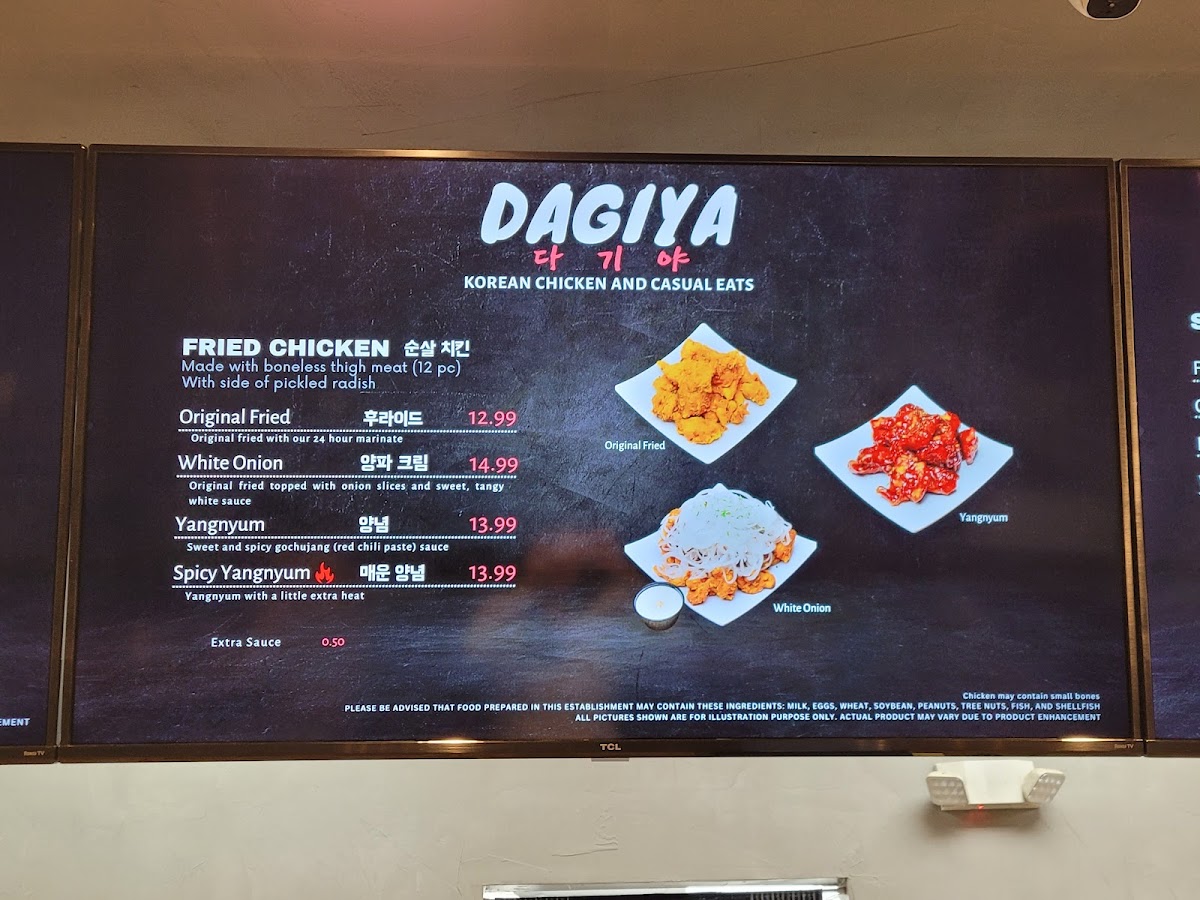 DAGIYA
다 기 야
KOREAN CHICKEN AND CASUAL EATS
FRIED CHICKEN 순살 치킨
Made with boneless thigh meat (12 pc)
With side of pickled radish
Original Fried 후라이드 12.99
Original fried with our 24 hour marinate
White Onion 양파 크림 14.99
Original fried topped with onion slices and sweet, tangy
white sauce
Yangnyum 양념 13.99
Sweet and spicy gochujang (red chili paste) sauce
Spicy Yangnyum 매운 양념 13.99
Yangnyum with a little extra heat
Extra Sauce 0.50
Original Fried
Yangnyum
White Onion
Chicken may contain small bones
PLEASE BE ADVISED THAT FOOD PREPARED IN THIS ESTABLISHMENT MAY CONTAIN THESE INGREDIENTS: MILK, EGGS, WHEAT, SOYBEAN, PEANUTS, TREE NUTS, FISH, AND SHELLFISH
ALL PICTURES SHOWN ARE FOR ILLUSTRATION PURPOSE ONLY. ACTUAL PRODUCT MAY VARY DUE TO PRODUCT ENHANCEMENT
EMENT
Roku TV
TCL
Roku TV